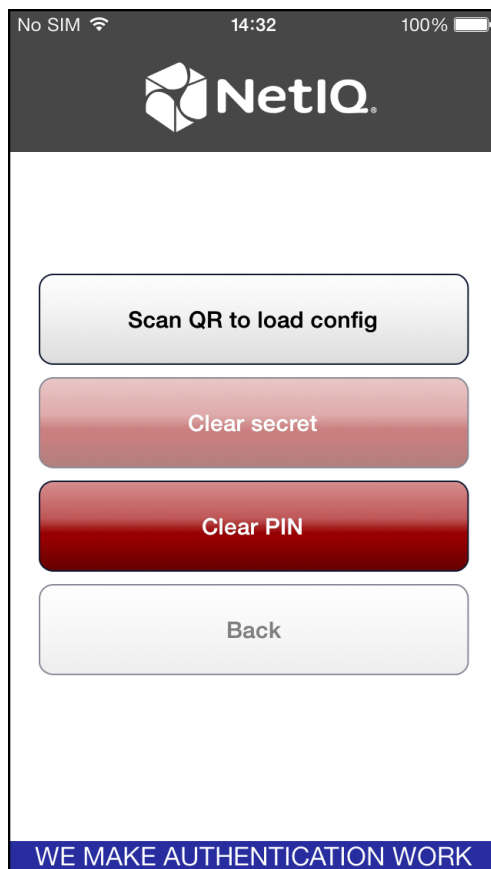 No SIM 14:32 100%
NetIQ®
Scan QR to load config
Clear secret
Clear PIN
Back
WE MAKE AUTHENTICATION WORK